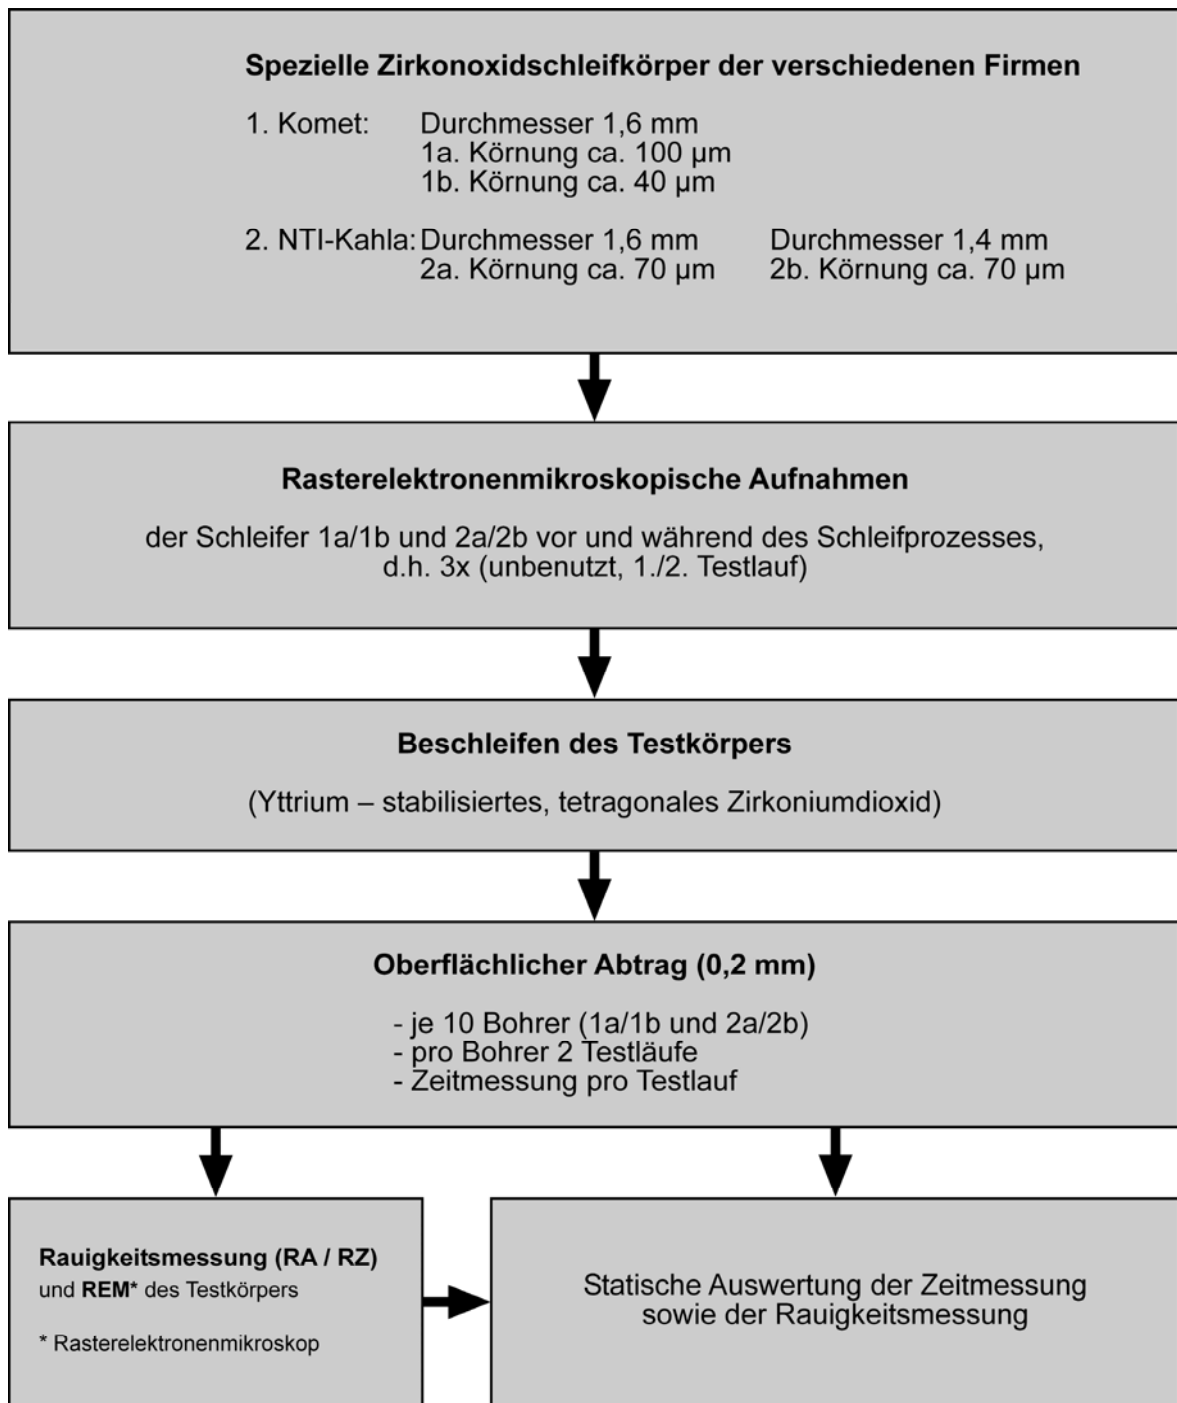 Spezielle Zirkonoxidschleifkörper der verschiedenen Firmen
1. Komet: Durchmesser 1,6 mm
1a. Körnung ca. 100 µm
1b. Körnung ca. 40 µm
2. NTI-Kahla: Durchmesser 1,6 mm Durchmesser 1,4 mm
2a. Körnung ca. 70 µm 2b. Körnung ca. 70 µm
Rasterelektronenmikroskopische Aufnahmen
der Schleifer 1a/1b und 2a/2b vor und während des Schleifprozesses,
d.h. 3x (unbenutzt, 1./2. Testlauf)
Beschleifen des Testkörpers
(Yttrium – stabilisiertes, tetragonales Zirkoniumdioxid)
Oberflächlicher Abtrag (0,2 mm)
- je 10 Bohrer (1a/1b und 2a/2b)
- pro Bohrer 2 Testläufe
- Zeitmessung pro Testlauf
Rauigkeitsmessung (RA / RZ)
und REM* des Testkörpers
* Rasterelektronenmikroskop
Statische Auswertung der Zeitmessung
sowie der Rauigkeitsmessung